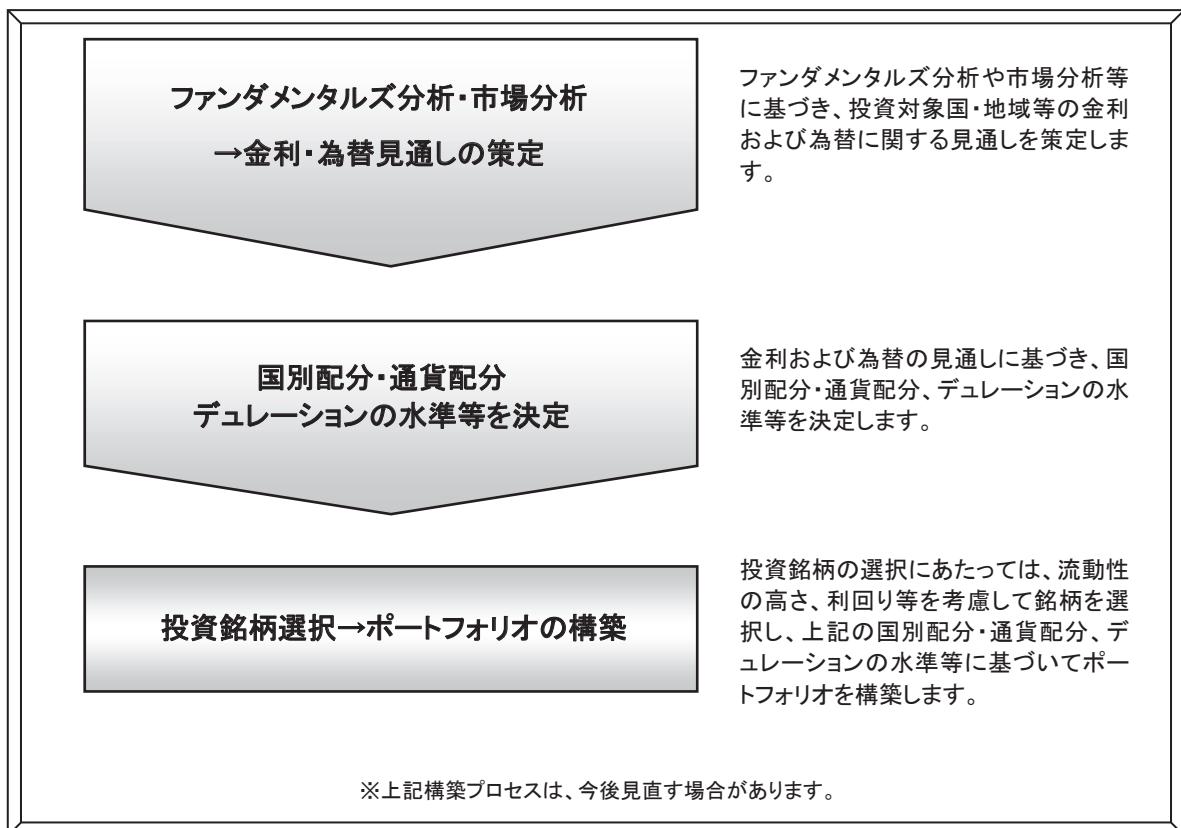 ファンダメンタルズ分析・市場分析
→金利・為替見通しの策定
ファンダメンタルズ分析や市場分析等
に基づき、投資対象国・地域等の金利
および為替に関する見通しを策定しま
す。
国別配分・通貨配分
デュレーションの水準等を決定
金利および為替の見通しに基づき、国
別配分・通貨配分、デュレーションの水
準等を決定します。
投資銘柄選択→ポートフォリオの構築
投資銘柄の選択にあたっては、流動性
の高さ、利回り等を考慮して銘柄を選
択し、上記の国別配分・通貨配分、デ
ュレーションの水準等に基づいてポー
トフォリオを構築します。
※上記構築プロセスは、今後見直す場合があります。